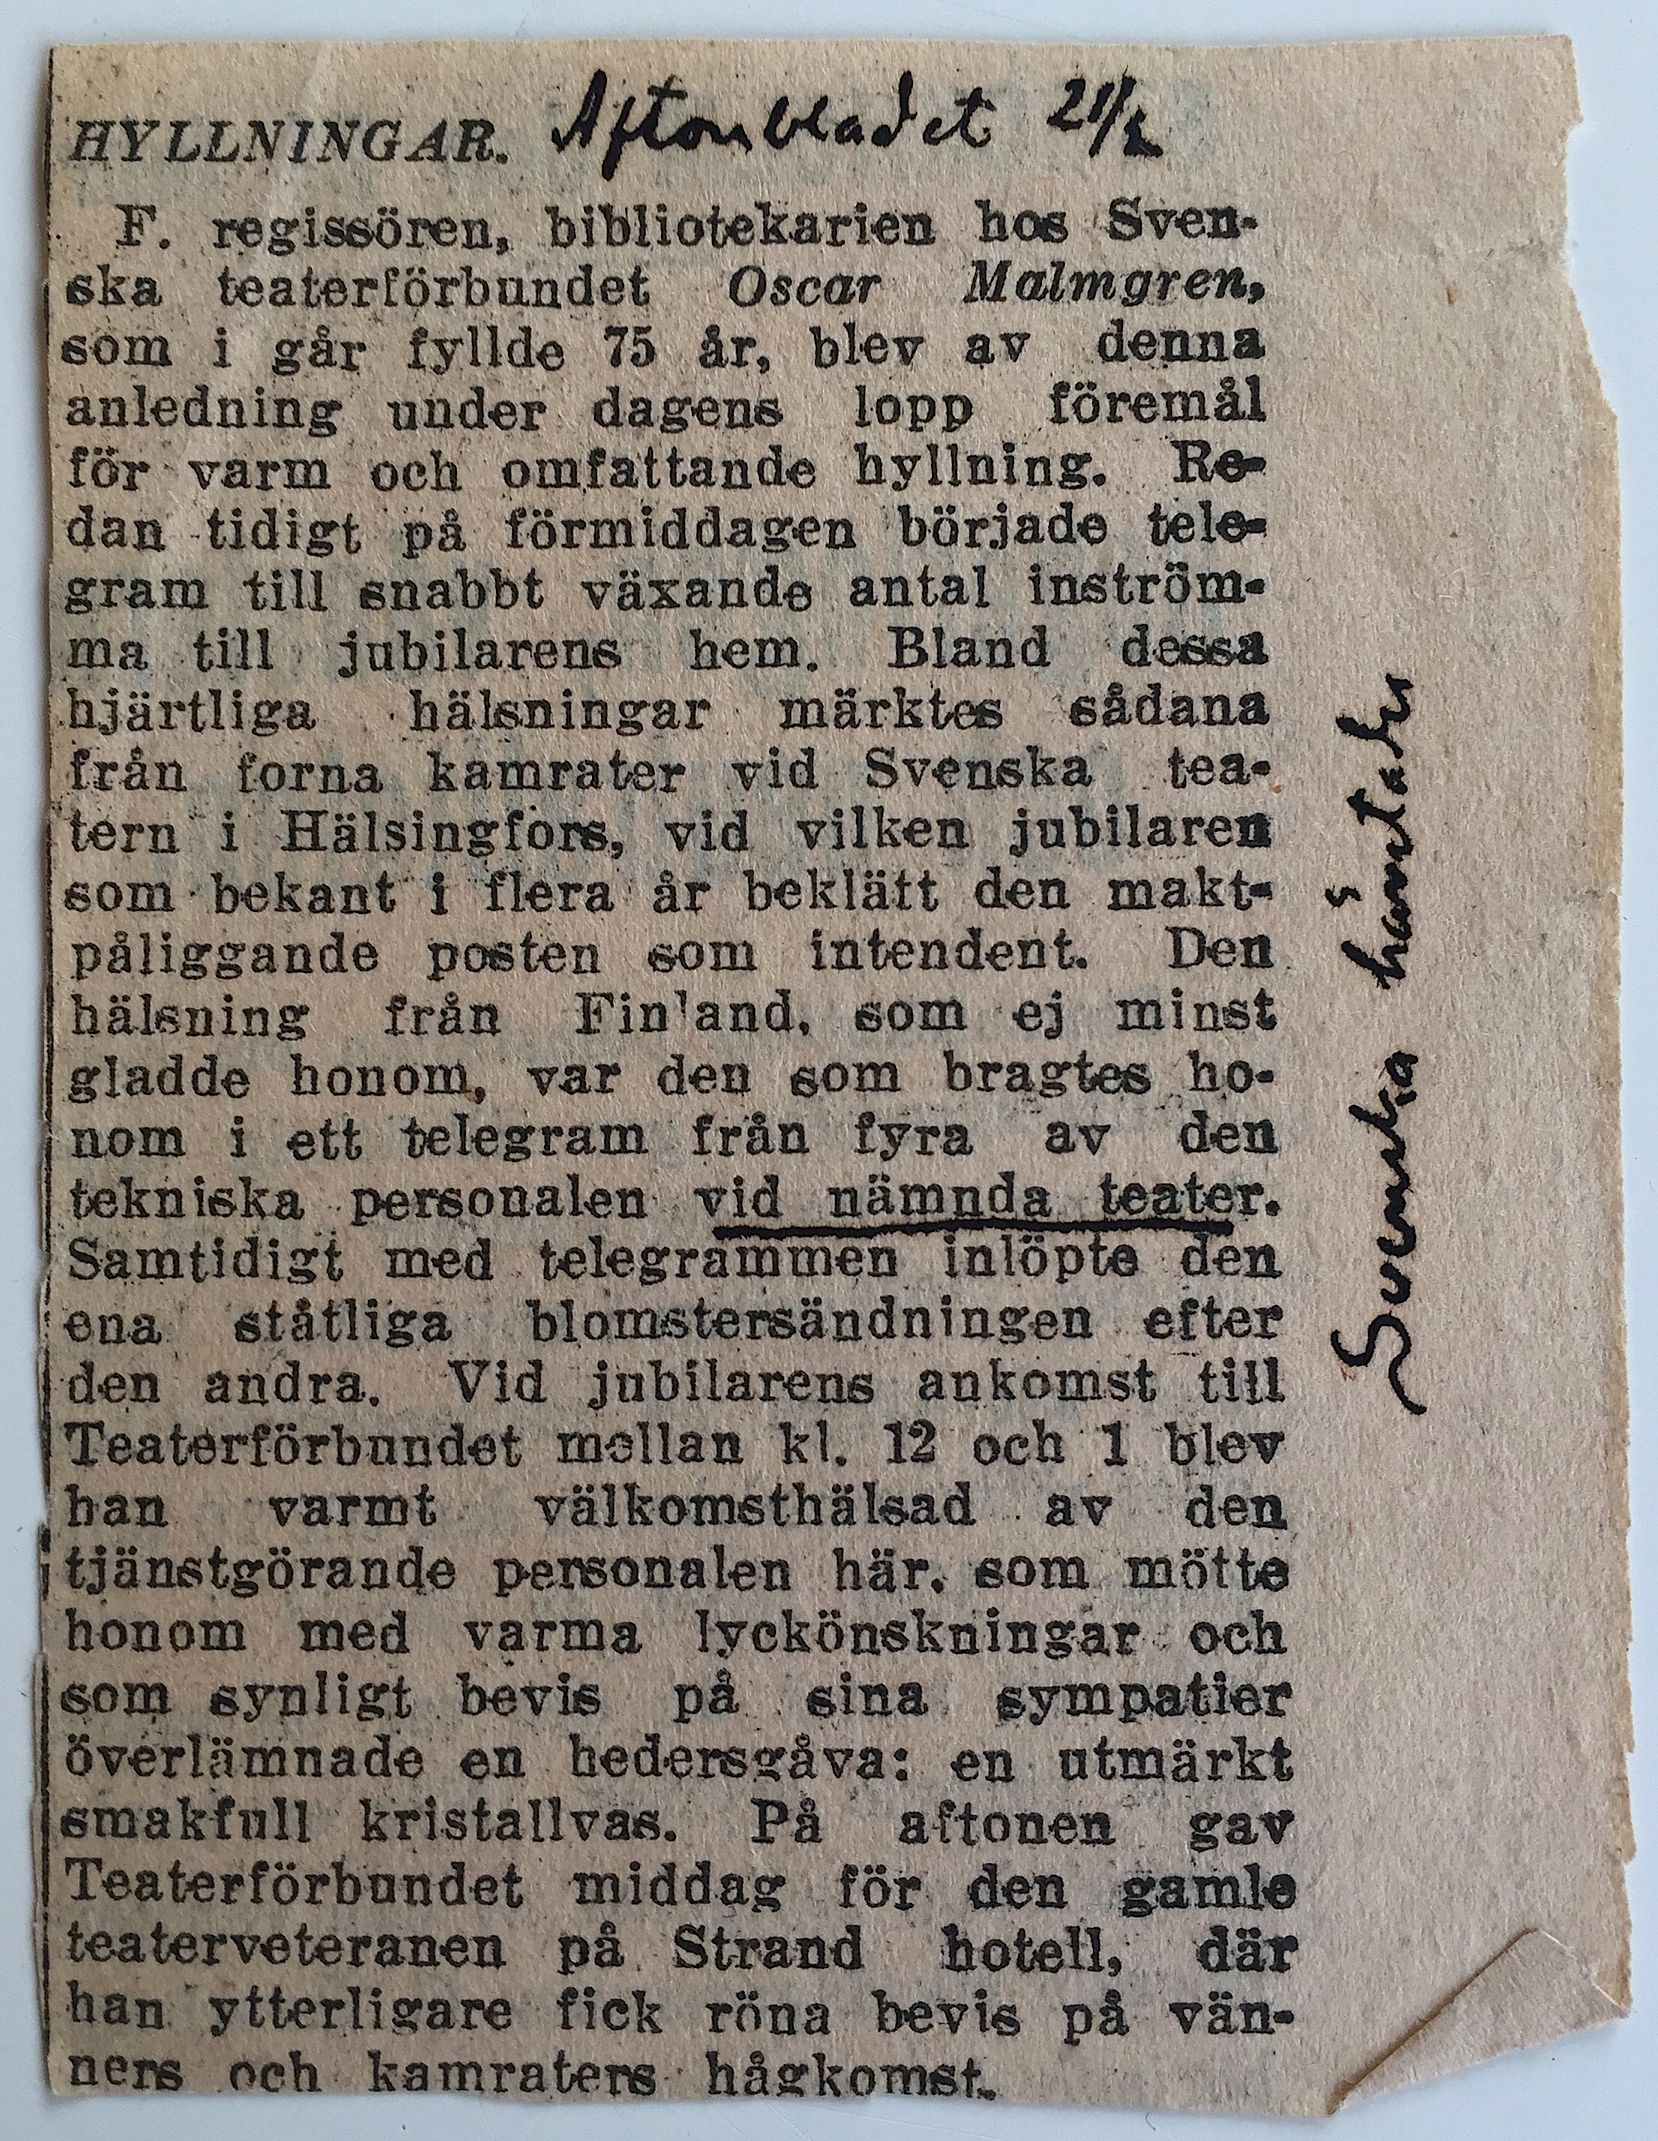 HYLLNINGAR. Aftonbladet 21/2
F. regissören, bibliotekarien hos Sven-
ska teaterförbundet Oscar Malmgren,
som i går fyllde 75 år, blev av denna
anledning under dagens lopp föremål
för varm och omfattande hyllning. Re-
dan tidigt på förmiddagen började tele-
gram till snabbt växande antal inström-
ma till jubilarens hem. Bland dessa
hjärtliga hälsningar märktes sådana
från forna kamrater vid Svenska tea-
tern i Hälsingfors, vid vilken jubilaren
som bekant i flera år beklätt den makt-
påliggande posten som intendent. Den
hälsning från Fin'and, som ej minst
gladde honom, var den som bragtes ho-
nom i ett telegram från fyra av den
tekniska personalen vid nämnda teater.
Samtidigt med telegrammen inlöpte den
ena ståtliga blomstersändningen efter
den andra. Vid jubilarens ankomst till
Teaterförbundet mellan kl. 12 och 1 blev
han varmt välkomsthälsad av den
tjänstgörande personalen här, som mötte
honom med varma lyckönskningar och
som synligt bevis på sina sympatier
överlämnade en hedersgåva: en utmärkt
smakfull kristallvas. På aftonen gav
Teaterförbundet middag för den gamle
teaterveteranen på Strand hotell, där
han ytterligare fick röna bevis på vän-
ners och kamraters hågkomst.
Svenska